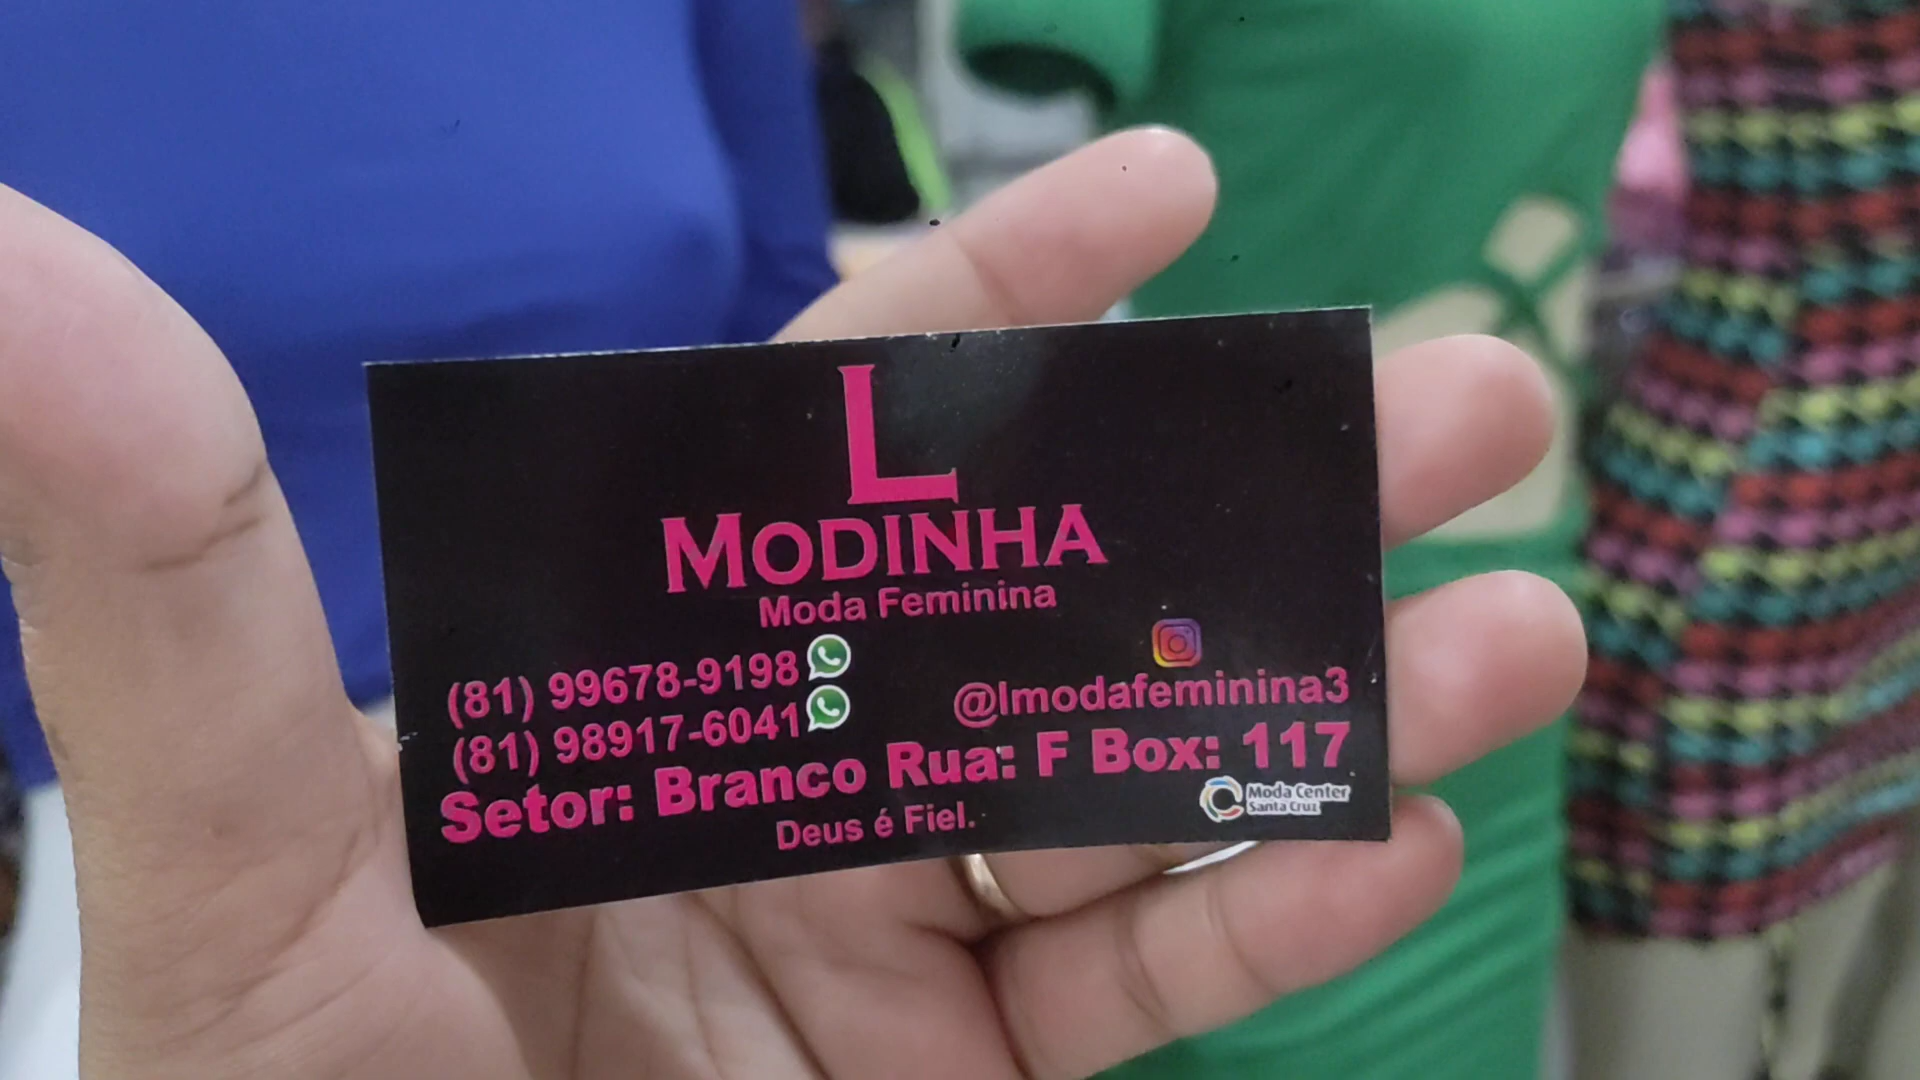 L
MODINHA
Moda Feminina
(81) 99678-9198
(81) 98917-6041
@lmodafeminina3
Setor: Branco Rua: F Box: 117
Moda Center
Santa Cruz
Deus é Fiel.